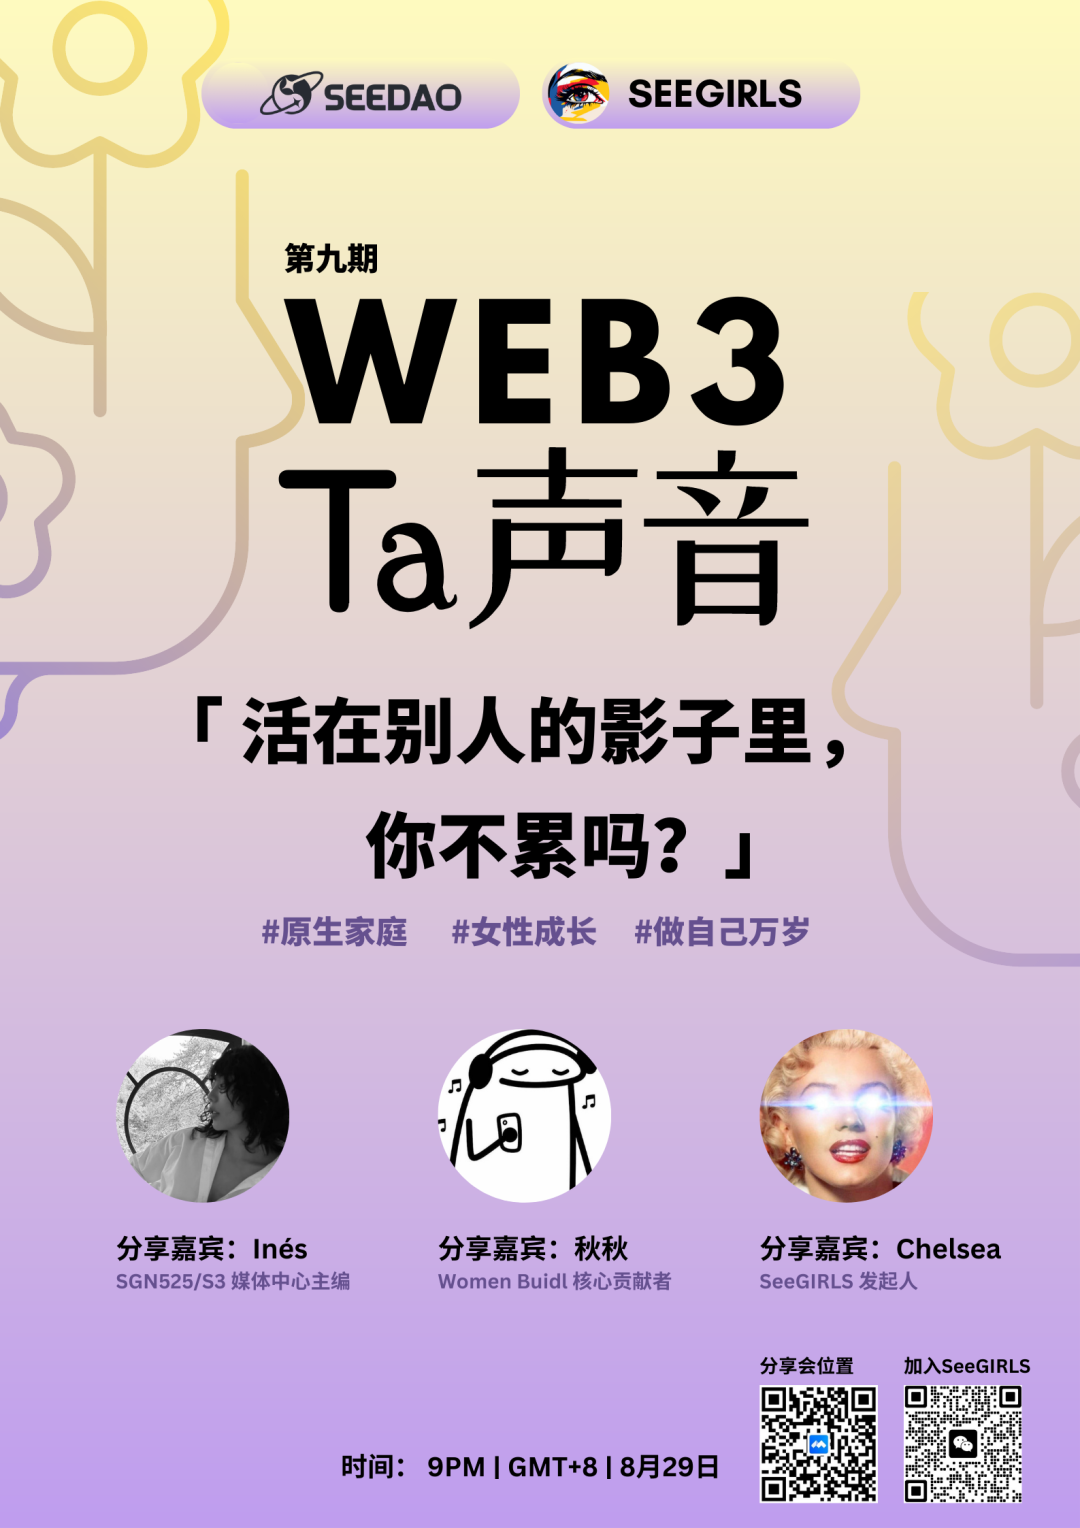 SEEDAO
SEEGIRLS
第九期
WEB3
Ta声音
「活在别人的影子里，
你不累吗？」
#原生家庭 #女性成长 #做自己万岁
分享嘉宾：Inés
SGN525/S3 媒体中心主编
分享嘉宾：秋秋
Women Buidl 核心贡献者
分享嘉宾：Chelsea
SeeGIRLS 发起人
分享会位置
加入SeeGIRLS
时间： 9PM | GMT+8 | 8月29日